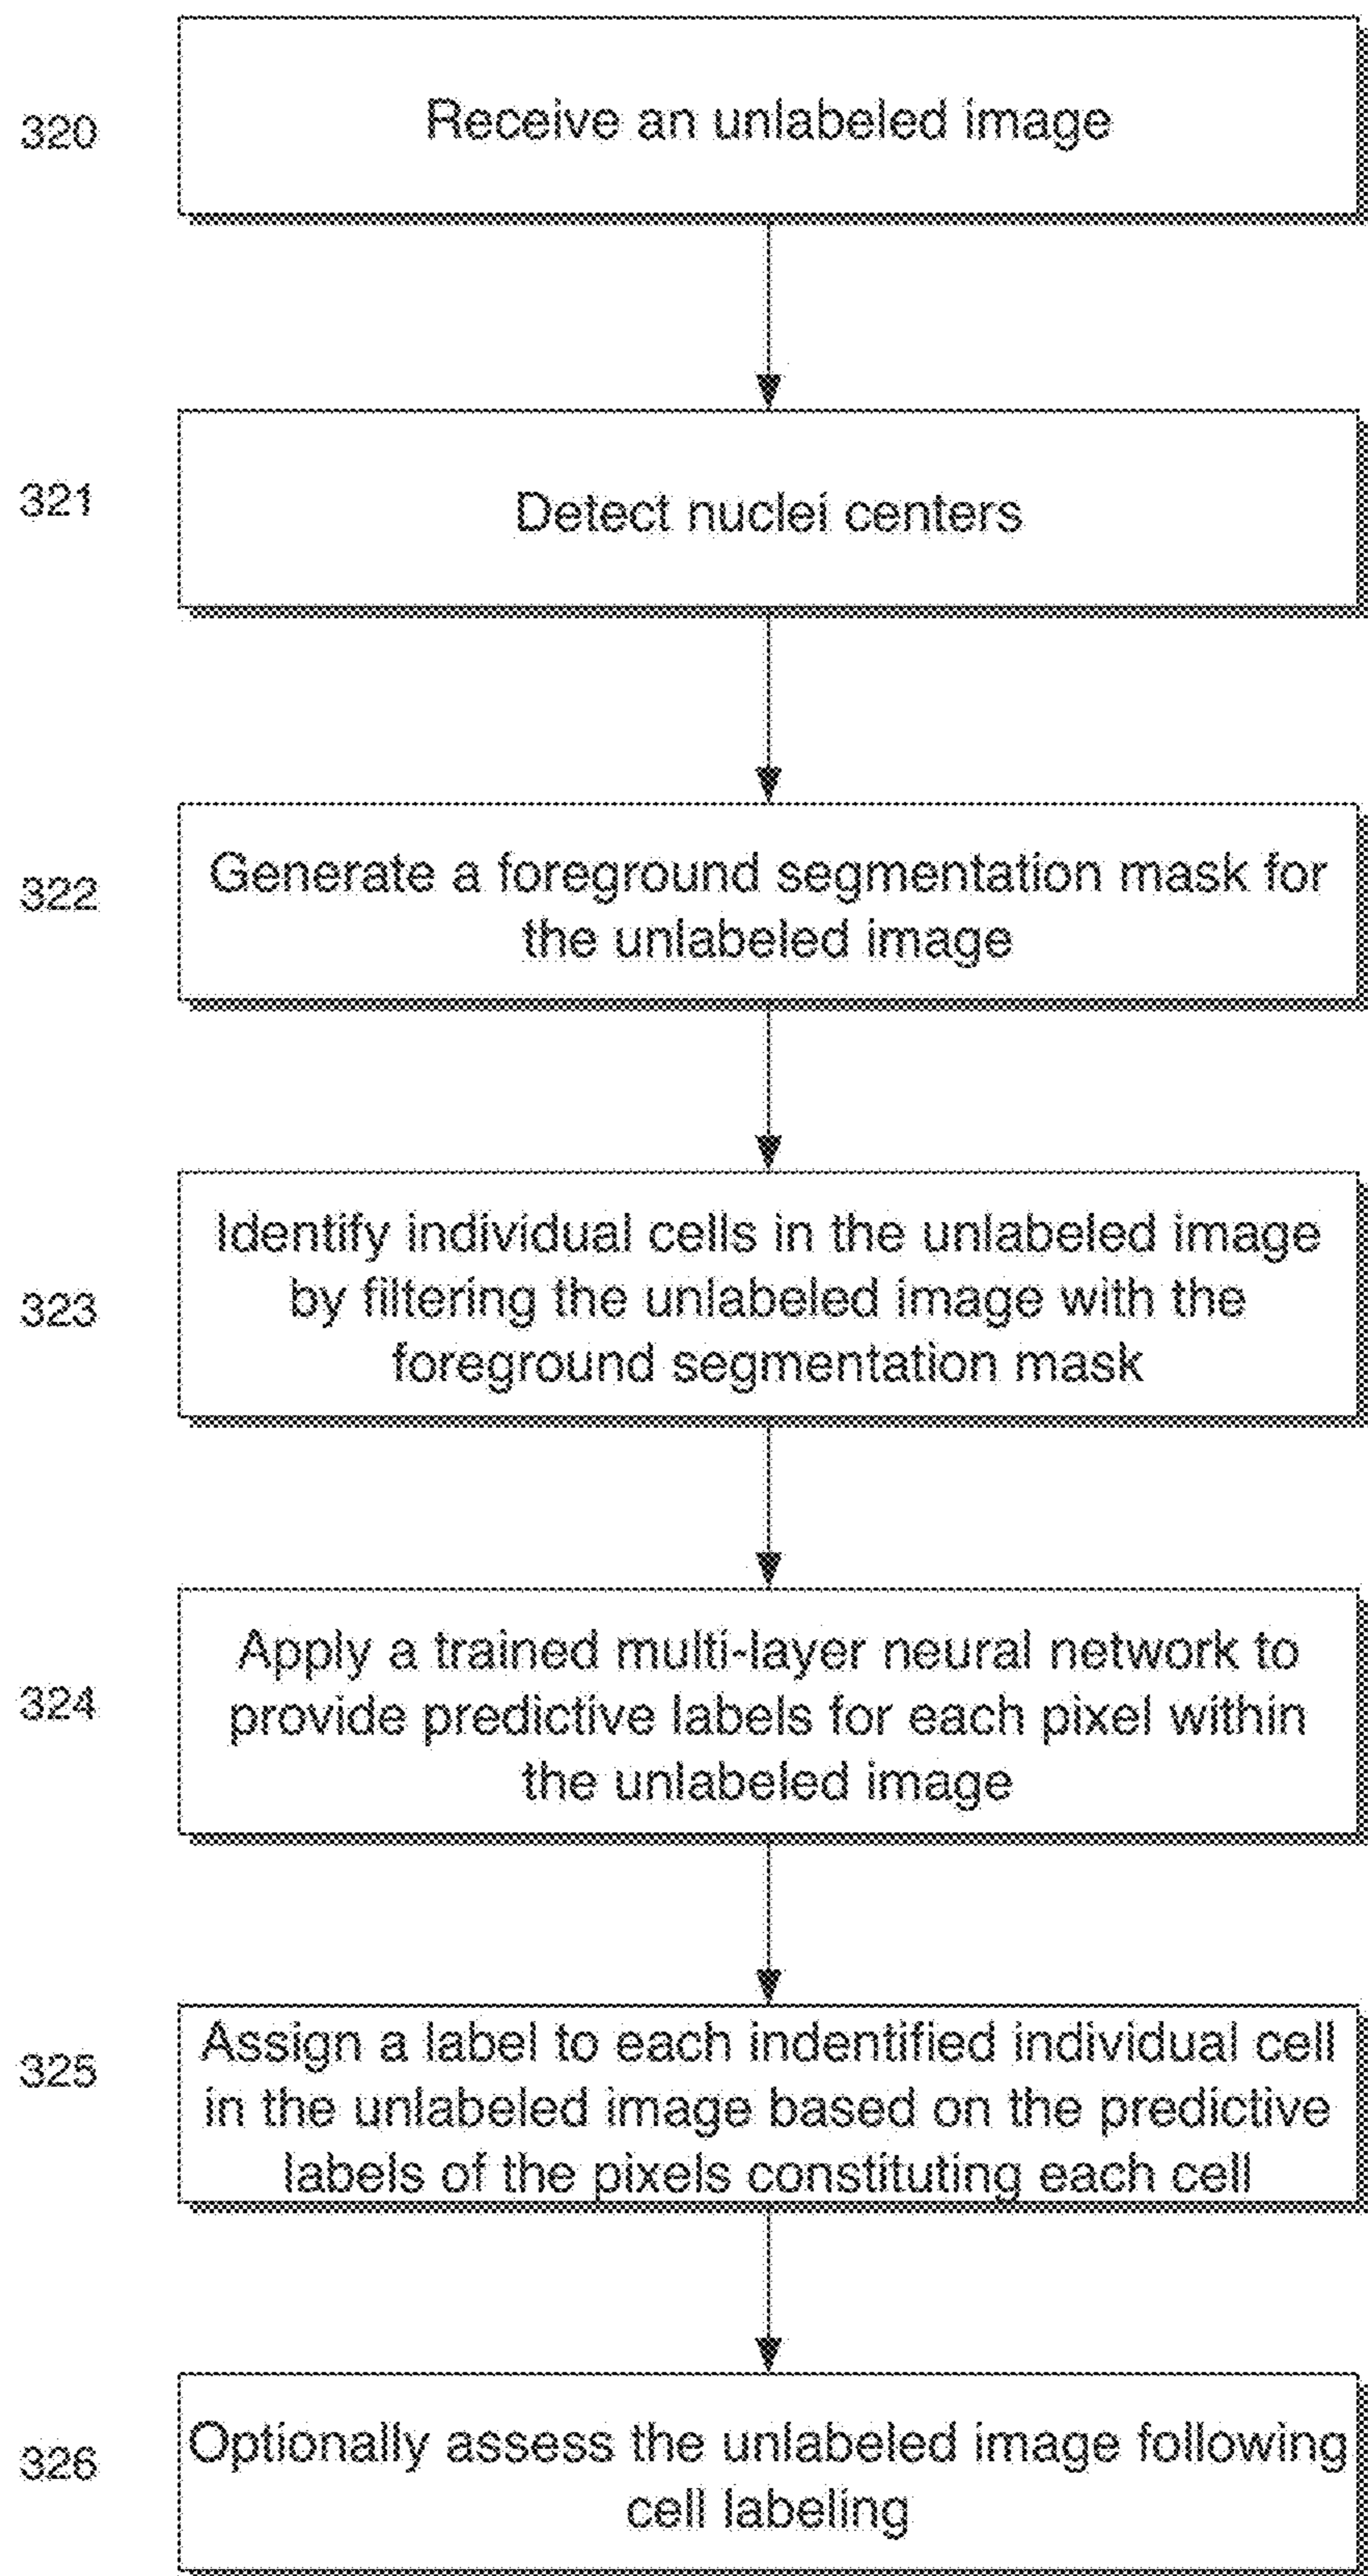 320
Receive an unlabeled image
321
Detect nuclei centers
322
Generate a foreground segmentation mask for
the unlabeled image
323
Identify individual cells in the unlabeled image
by filtering the unlabeled image with the
foreground segmentation mask
324
Apply a trained multi-layer neural network to
provide predictive labels for each pixel within
the unlabeled image
325
Assign a label to each indentified individual cell
in the unlabeled image based on the predictive
labels of the pixels constituting each cell
326
Optionally assess the unlabeled image following
cell labeling